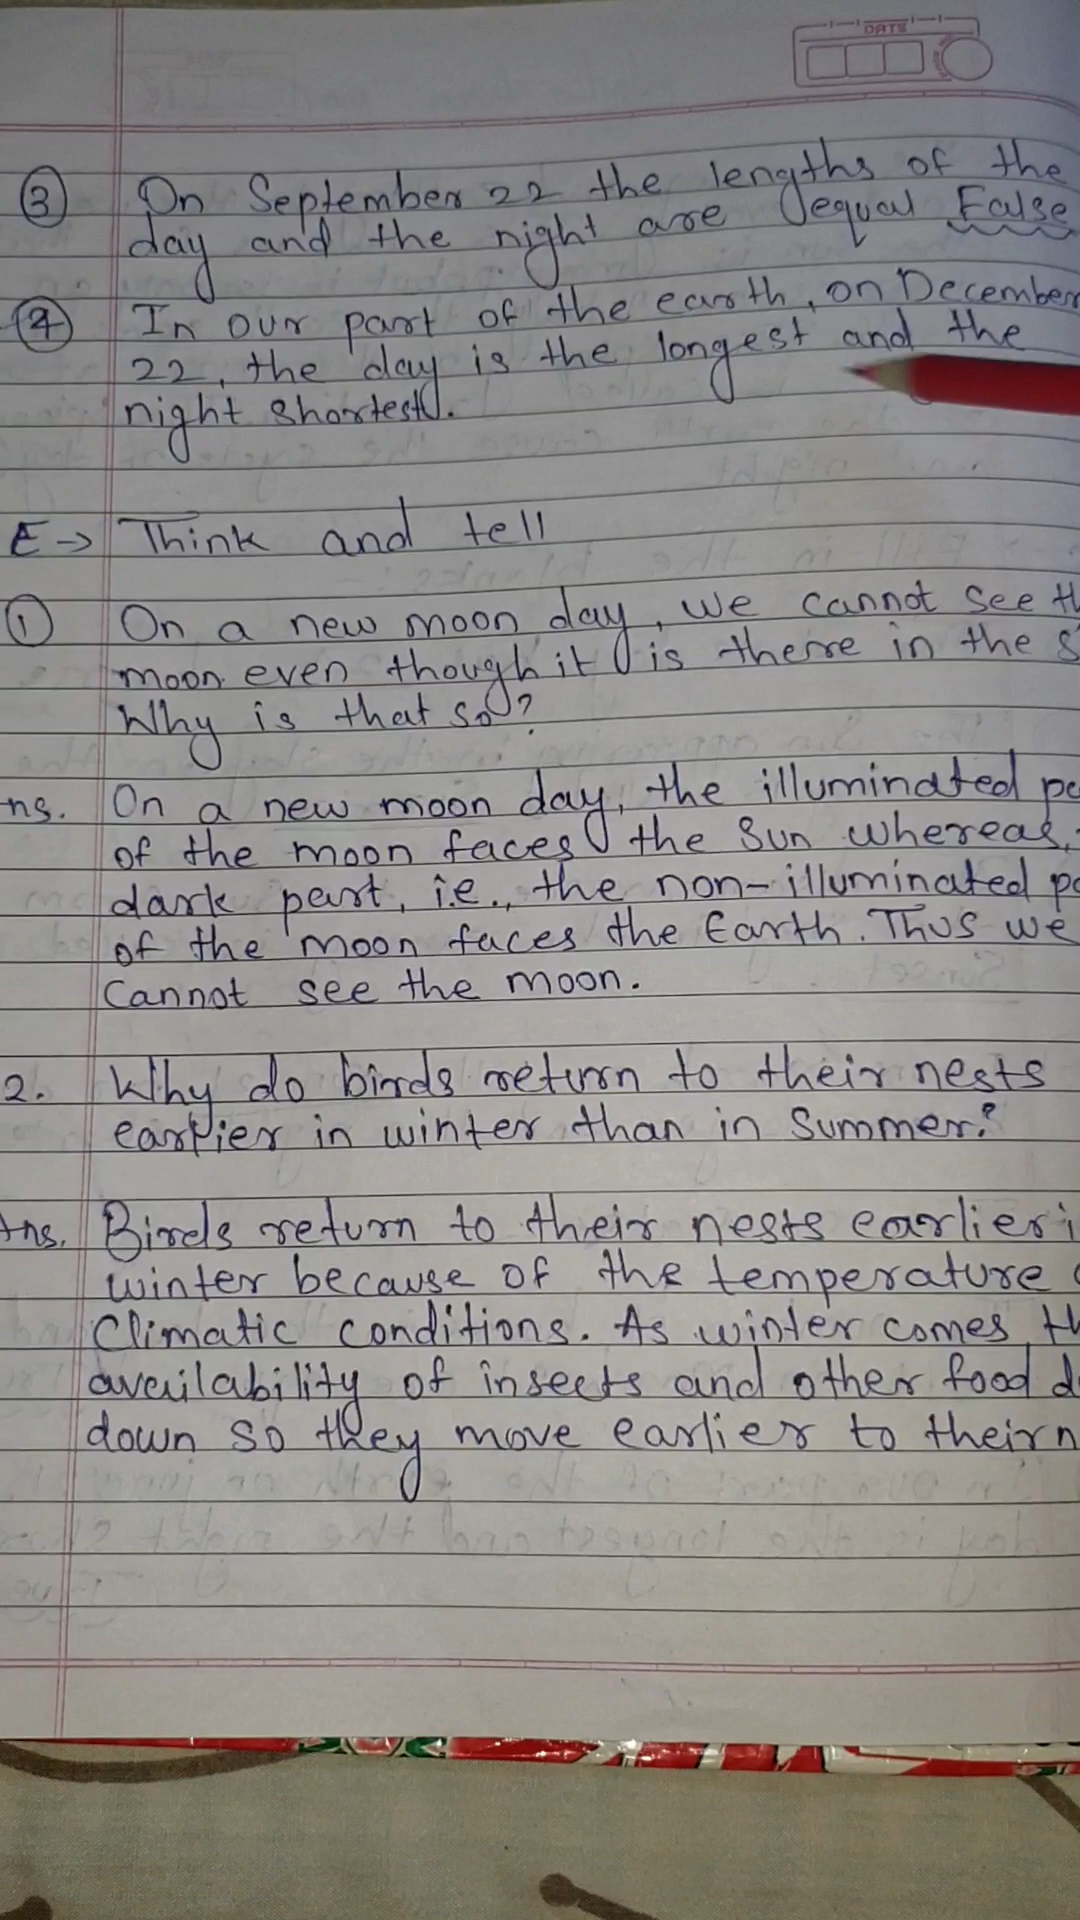 DATE
③ On September 22 the lengths of the
day and the night are equal False
④ In our part of the earth, on December
22, the day is the longest and the
night shortest.
E → Think and tell
① On a new moon day, we cannot see th
moon even though it is there in the s
Why is that so?
ns. On a new moon day, the illuminated pa
of the moon faces the Sun whereas,
dark part, i.e., the non-illuminated pa
of the moon faces the Earth. Thus we
Cannot see the moon.
2. Why do birds return to their nests
earlier in winter than in Summer?
Ans. Birds return to their nests earlier i
winter because of the temperature
Climatic conditions. As winter comes th
availability of insects and other food d
down so they move earlier to their n